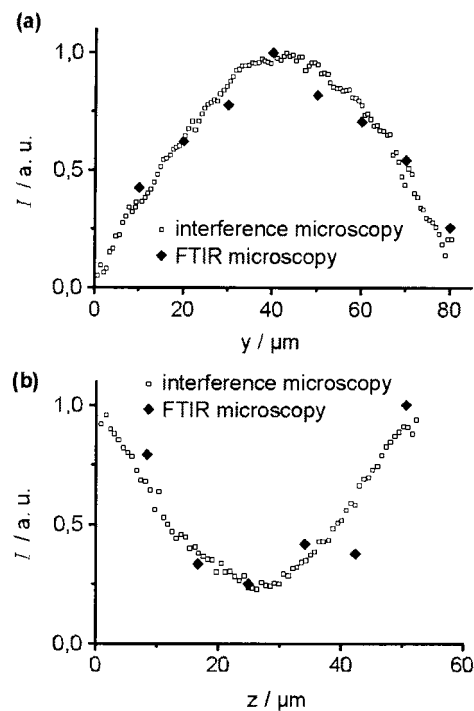 (a)
1,0
0,5
0,0
I / a. u.
interference microscopy
FTIR microscopy
0 20 40 60 80
y / µm
(b)
1,0
0,5
0,0
I / a. u.
interference microscopy
FTIR microscopy
0 20 40 60
z / µm